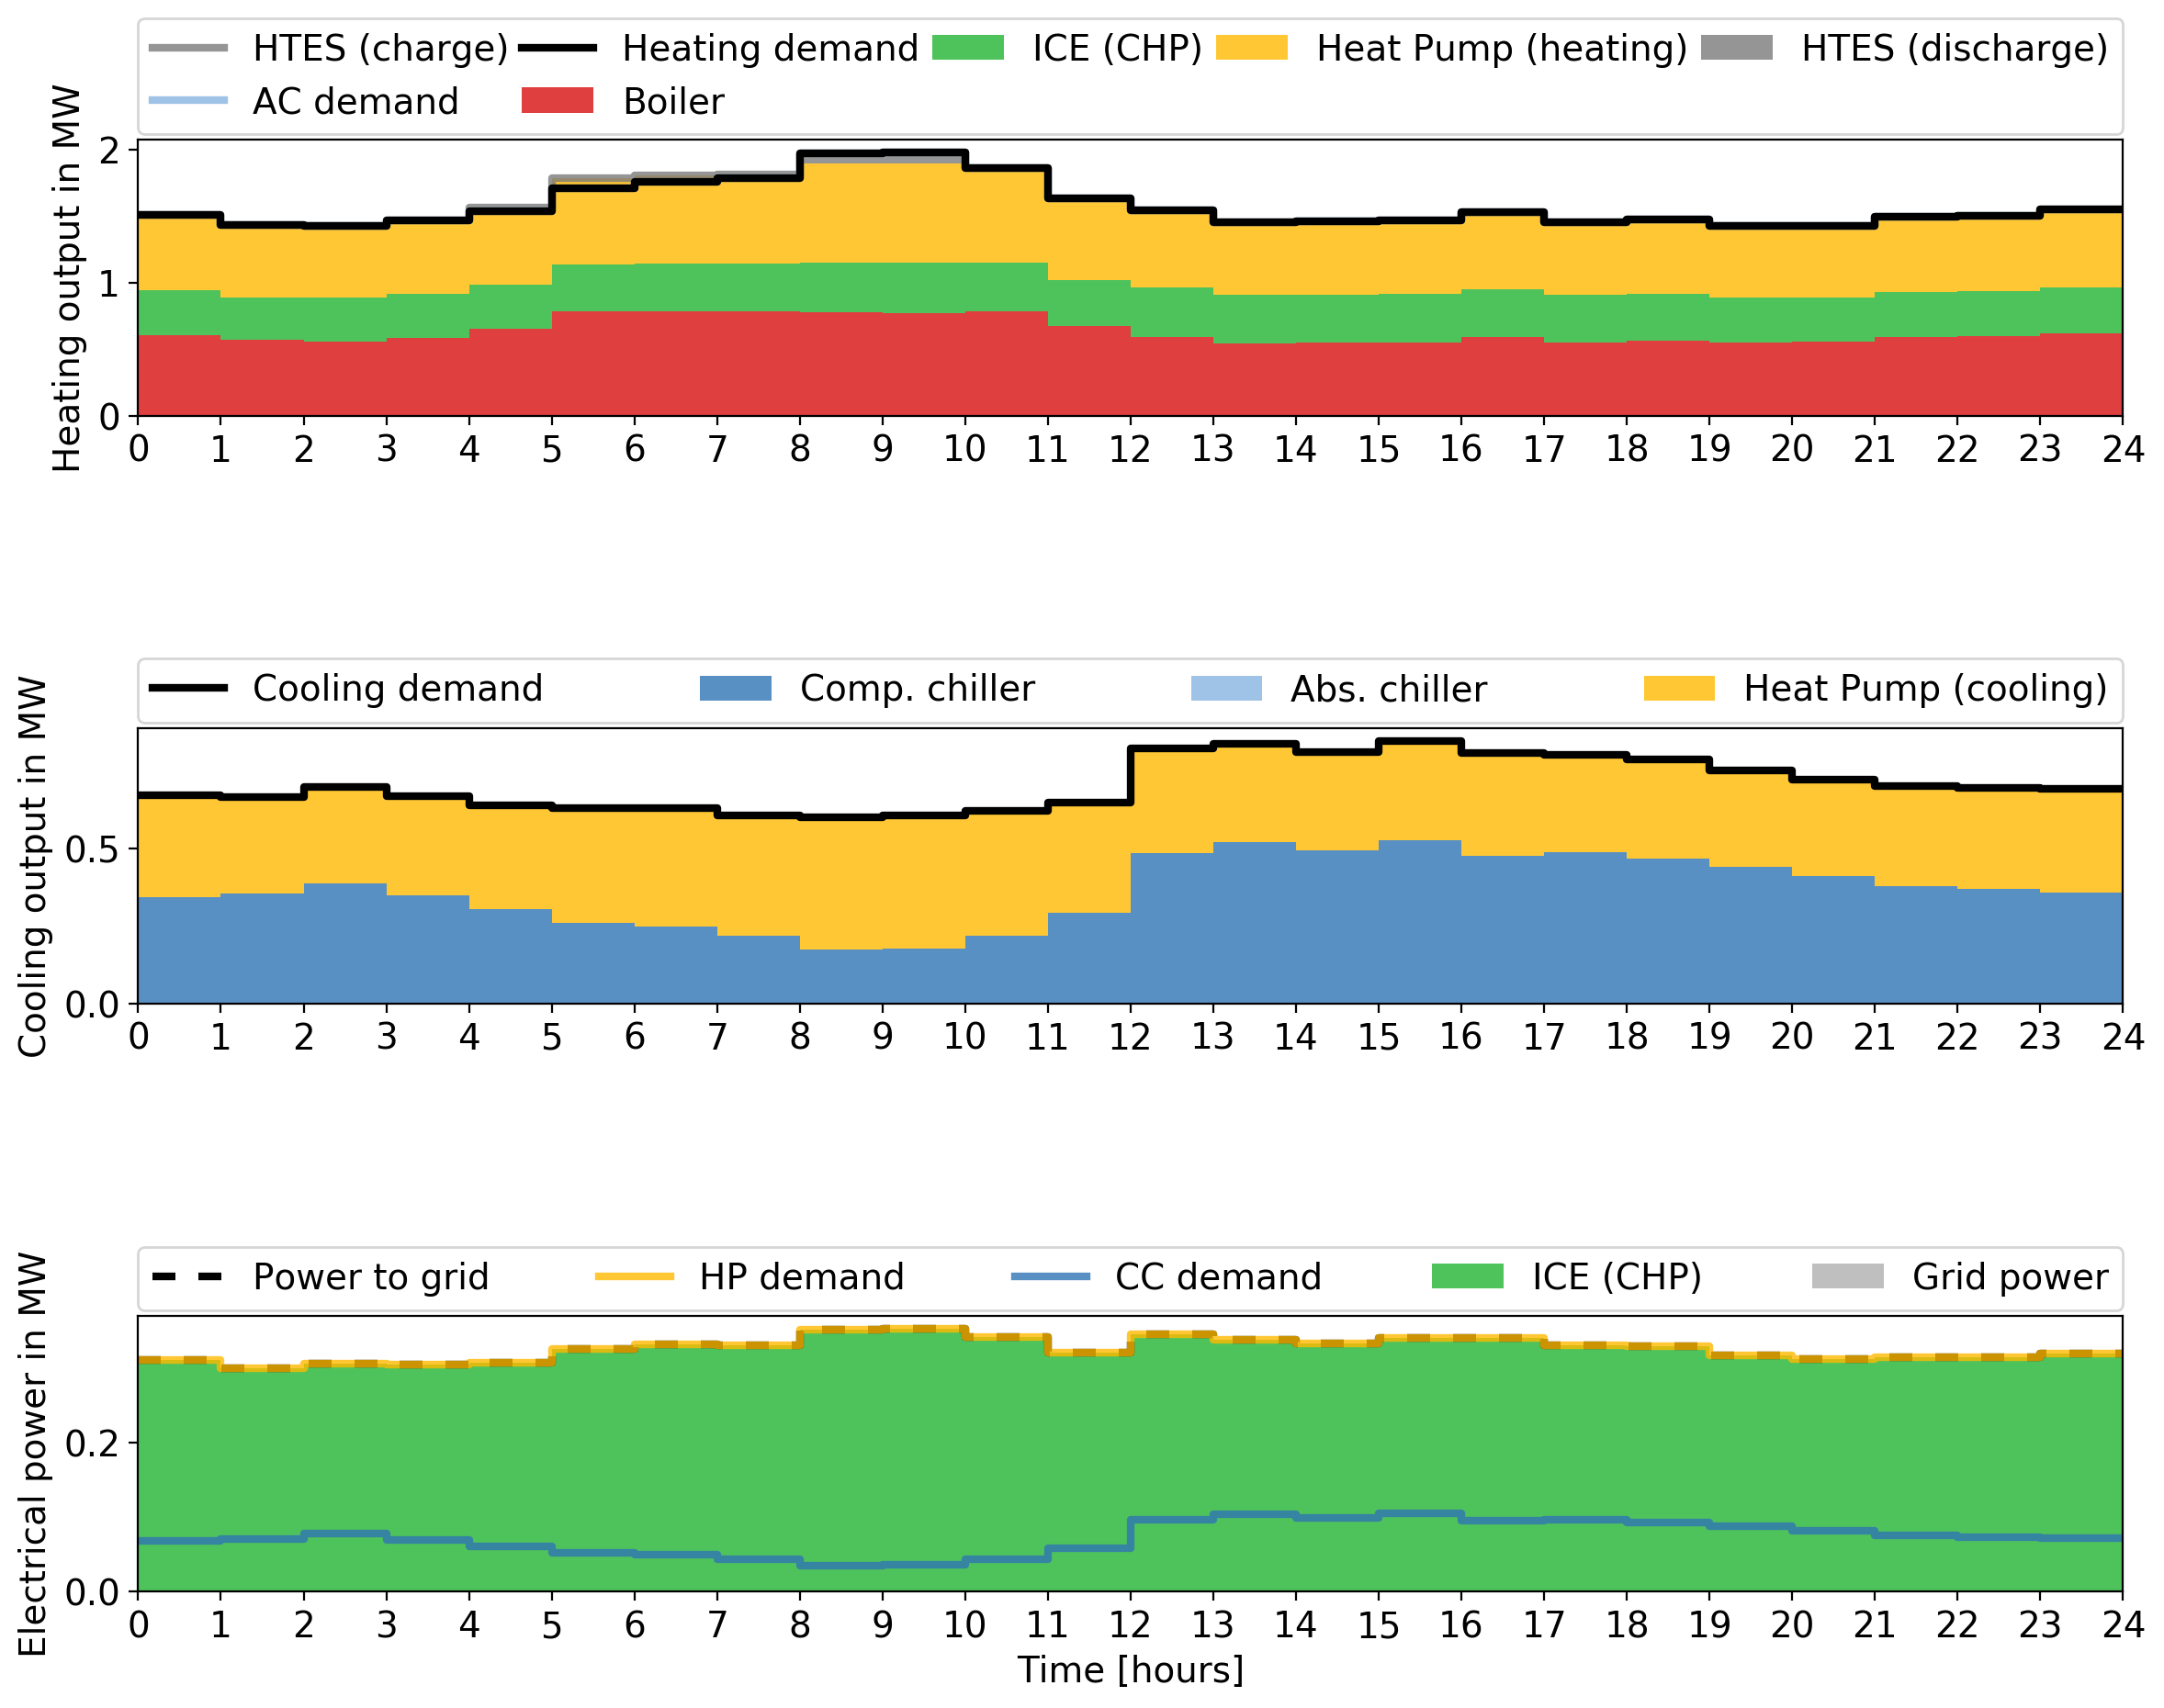 HTES (charge) Heating demand ICE (CHP) Heat Pump (heating) HTES (discharge)
AC demand Boiler
Heating output in MW
2
1
0
0 1 2 3 4 5 6 7 8 9 10 11 12 13 14 15 16 17 18 19 20 21 22 23 24
Cooling demand Comp. chiller Abs. chiller Heat Pump (cooling)
Cooling output in MW
0.5
0.0
0 1 2 3 4 5 6 7 8 9 10 11 12 13 14 15 16 17 18 19 20 21 22 23 24
Power to grid HP demand CC demand ICE (CHP) Grid power
Electrical power in MW
0.2
0.0
0 1 2 3 4 5 6 7 8 9 10 11 12 13 14 15 16 17 18 19 20 21 22 23 24
Time [hours]